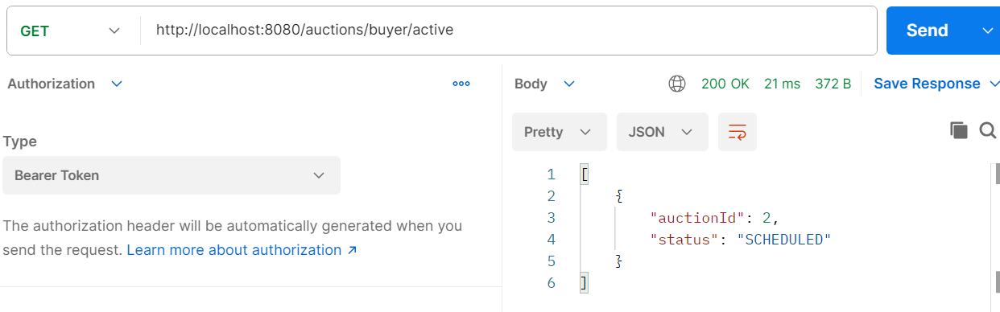 GET http://localhost:8080/auctions/buyer/active Send
Authorization
Type
Bearer Token
The authorization header will be automatically generated when you
send the request. Learn more about authorization ↗
Body 200 OK 21 ms 372 B Save Response
Pretty JSON
1 [
2 {
3 "auctionId": 2,
4 "status": "SCHEDULED"
5 }
6 ]